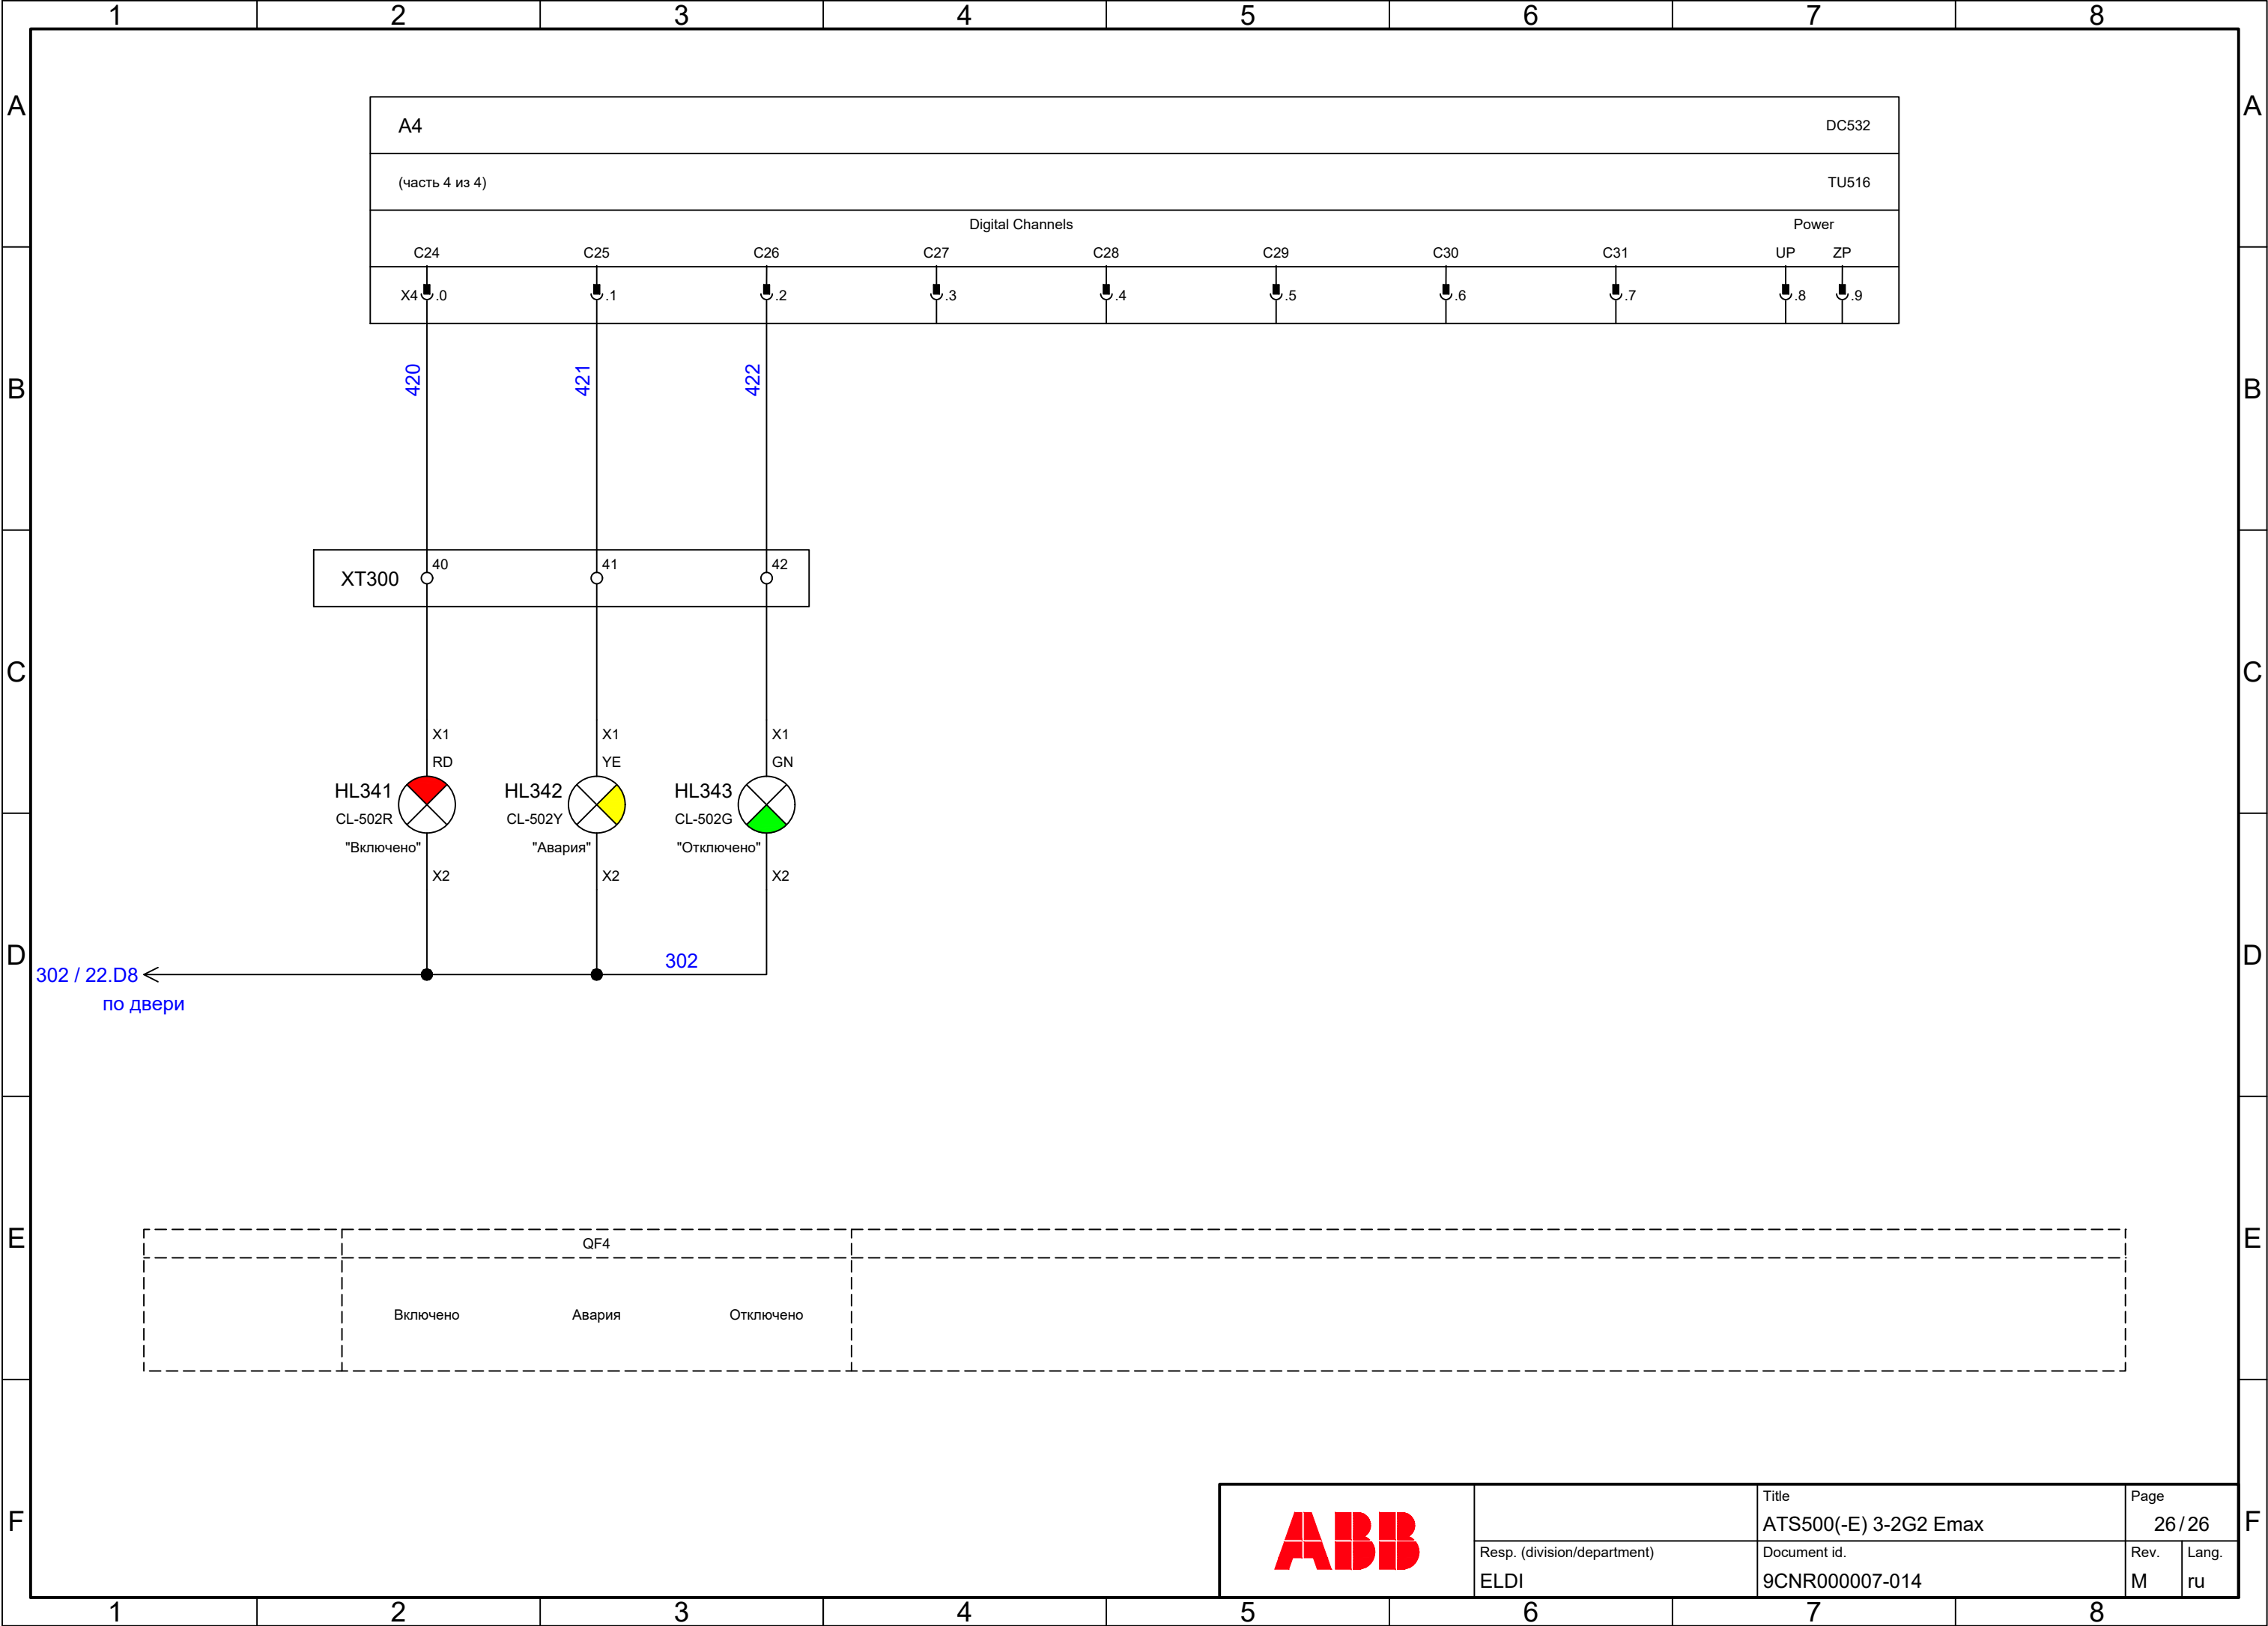 1 2 3 4 5 6 7 8
A A
A4 DC532
(часть 4 из 4) TU516
Digital Channels Power
C24 C25 C26 C27 C28 C29 C30 C31 UP ZP
X4 .0 .1 .2 .3 .4 .5 .6 .7 .8 .9
B B
420 421 422
XT300 40 41 42
C C
X1 X1 X1
RD YE GN
HL341 HL342 HL343
CL-502R CL-502Y CL-502G
"Включено" "Авария" "Отключено"
X2 X2 X2
D D
302
302 / 22.D8
по двери
E E
QF4
Включено Авария Отключено
F F
ABB
Title
ATS500(-E) 3-2G2 Emax
Page
26 / 26
Resp. (division/department)
ELDI
Document id.
9CNR000007-014
Rev.
M
Lang.
ru
1 2 3 4 5 6 7 8